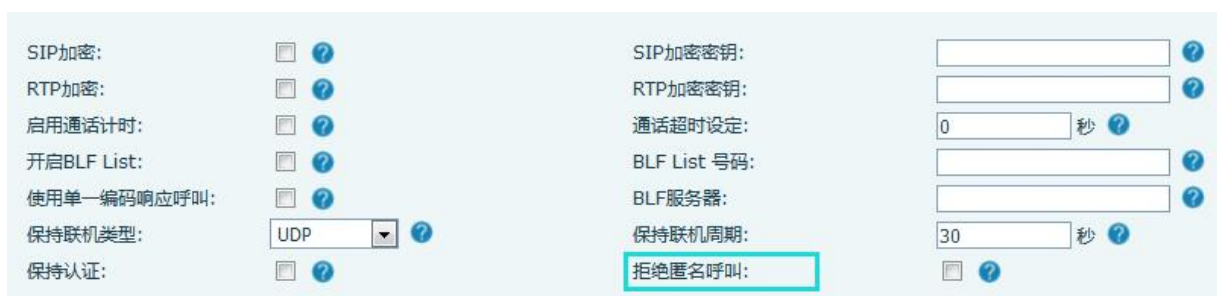 SIP加密: SIP加密密钥:
RTP加密: RTP加密密钥:
启用通话计时: 通话超时设定: 0 秒
开启BLF List: BLF List 号码:
使用单一编码响应呼叫: BLF服务器:
保持联机类型: UDP 保持联机周期: 30 秒
保持认证: 拒绝匿名呼叫: